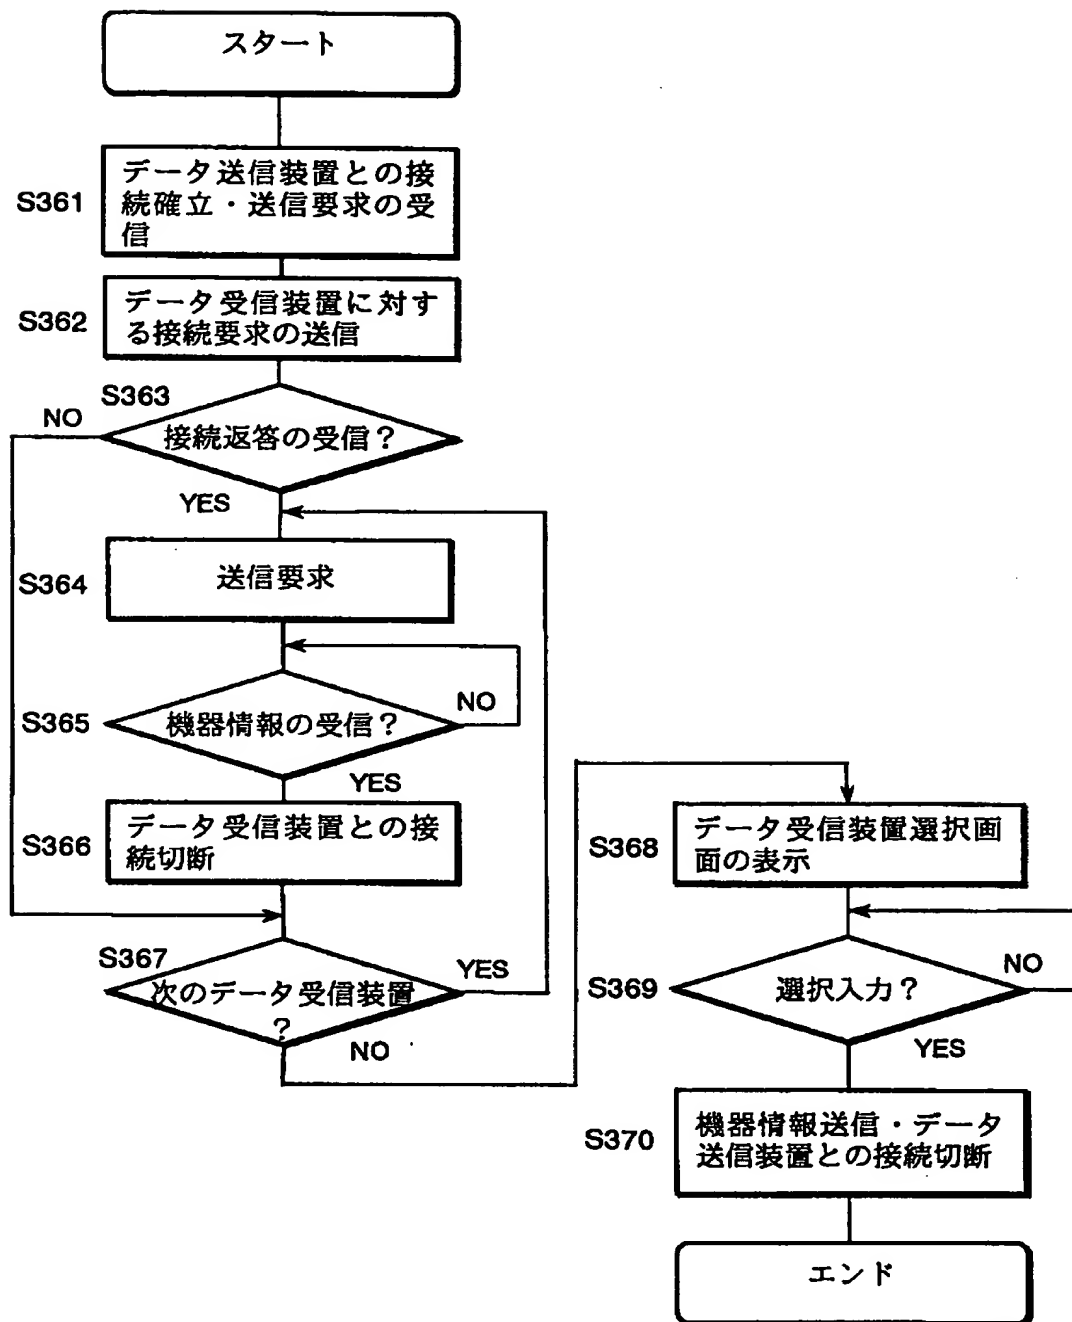 スタート
S361
データ送信装置との接
続確立・送信要求の受
信
S362
データ受信装置に対す
る接続要求の送信
S363
NO
接続返答の受信？
YES
S364
送信要求
S365
機器情報の受信？
NO
YES
S366
データ受信装置との接
続切断
S367
次のデータ受信装置
？
YES
NO
S368
データ受信装置選択画
面の表示
S369
選択入力？
NO
YES
S370
機器情報送信・データ
送信装置との接続切断
エンド